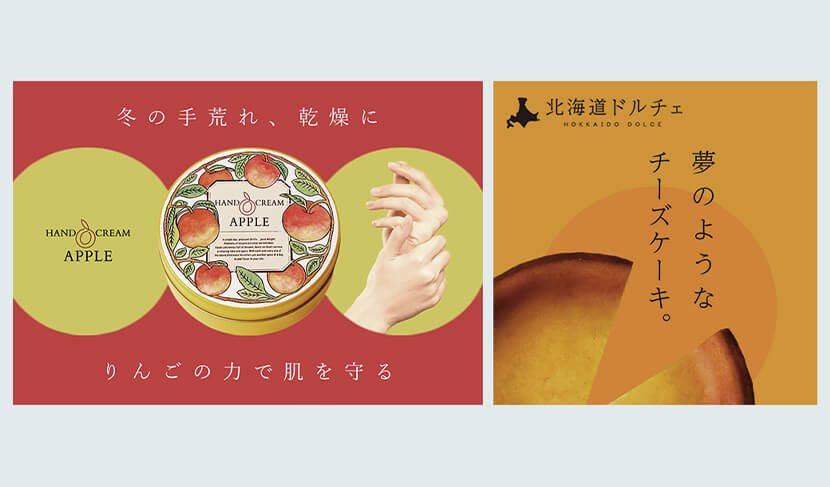 冬の手荒れ、乾燥に
HAND CREAM
APPLE
HAND CREAM
APPLE
りんごの力で肌を守る
北海道ドルチェ
HOKKAIDO DOLCE
夢のような
チーズケーキ。